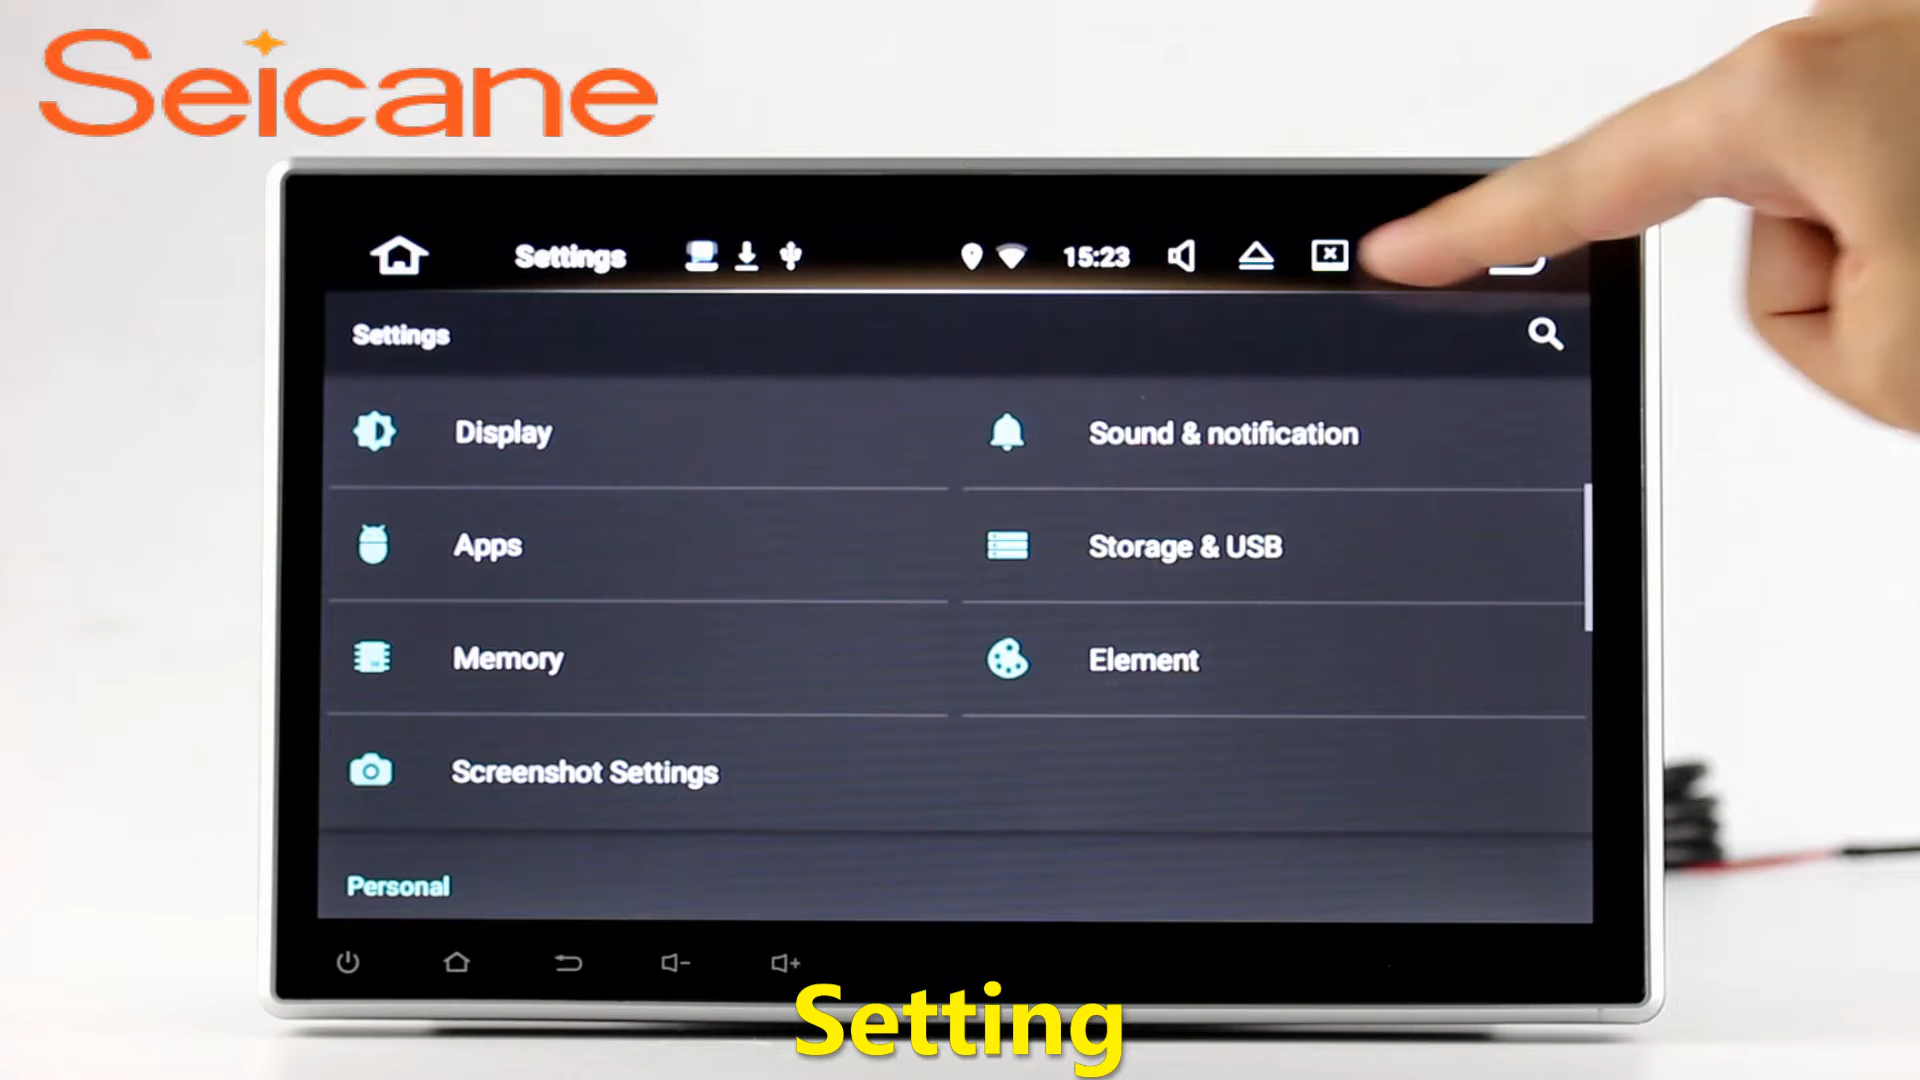 Seicane
Settings 15:23
Settings
Display
Sound & notification
Apps
Storage & USB
Memory
Element
Screenshot Settings
Personal
Setting